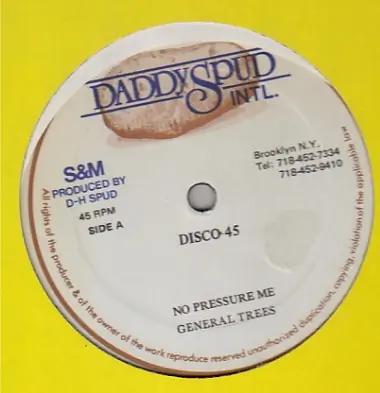 DADDY SPUD
INTL.
S&M
PRODUCED BY
D-H SPUD
45 RPM
SIDE A
Brooklyn N.Y.
Tel: 718-452-7334
718-452-9410
DISCO 45
NO PRESSURE ME
GENERAL TREES
All rights of the producer & of the owner of the work reproduce reserved unauthorized duplication, copying, violation of the applicable